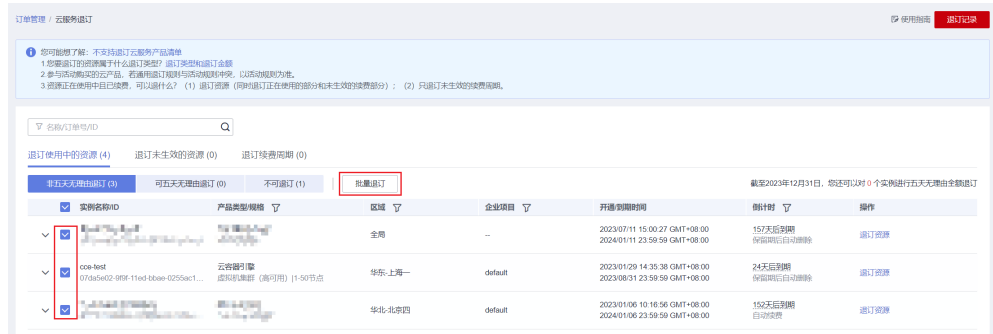 订单管理 / 云服务退订
使用指南 退订记录
您可能想了解：不支持退订云服务产品清单
1.您要退订的资源属于什么退订类型？退订类型和退订金额
2.参与活动购买的云产品，若通用退订规则与活动规则冲突，以活动规则为准。
3.资源正在使用中且已续费，可以退什么？（1）退订资源（同时退订正在使用的部分和未生效的续费部分）；（2）只退订未生效的续费周期。
名称/订单号/ID
退订使用中的资源 (4) 退订未生效的资源 (0) 退订续费周期 (0)
非五天无理由退订 (3) 可五天无理由退订 (0) 不可退订 (1) 批量退订 截至2023年12月31日，您还可以对 0 个实例进行五天无理由全额退订
实例名称/ID 产品类型/规格 区域 企业项目 开通/到期时间 倒计时 操作
全局 -- 2023/07/11 15:00:27 GMT+08:00 157天后到期 退订资源
2024/01/11 23:59:59 GMT+08:00 保留期后自动删除
cce-test 云容器引擎 华东-上海一 default 2023/01/29 14:35:38 GMT+08:00 24天后到期 退订资源
07da5e02-9f9f-11ed-bbae-0255ac1... 虚拟机集群（高可用）|1-50节点 2023/08/31 23:59:59 GMT+08:00 保留期后自动删除
华北-北京四 default 2023/01/06 10:16:56 GMT+08:00 152天后到期 退订资源
2024/01/06 23:59:59 GMT+08:00 自动续费